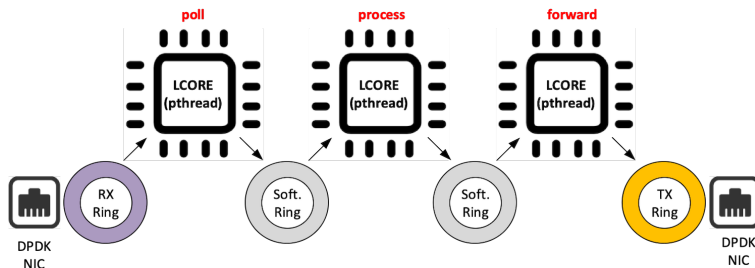 poll
process
forward
LCORE
(pthread)
LCORE
(pthread)
LCORE
(pthread)
RX
Ring
Soft.
Ring
Soft.
Ring
TX
Ring
DPDK
NIC
DPDK
NIC